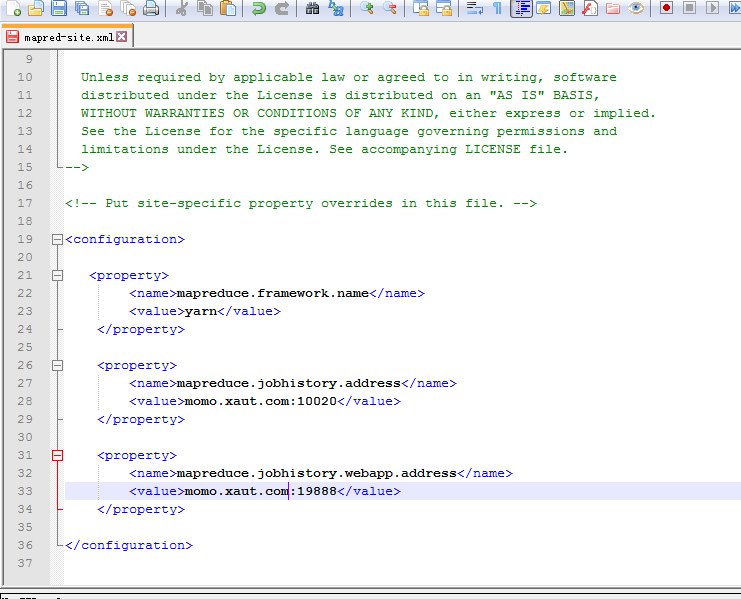 mapred-site.xml
9
10 Unless required by applicable law or agreed to in writing, software
11 distributed under the License is distributed on an "AS IS" BASIS,
12 WITHOUT WARRANTIES OR CONDITIONS OF ANY KIND, either express or implied.
13 See the License for the specific language governing permissions and
14 limitations under the License. See accompanying LICENSE file.
15 -->
16
17 <!-- Put site-specific property overrides in this file. -->
18
19 <configuration>
20
21 <property>
22 <name>mapreduce.framework.name</name>
23 <value>yarn</value>
24 </property>
25
26 <property>
27 <name>mapreduce.jobhistory.address</name>
28 <value>momo.xaut.com:10020</value>
29 </property>
30
31 <property>
32 <name>mapreduce.jobhistory.webapp.address</name>
33 <value>momo.xaut.com:19888</value>
34 </property>
35
36 </configuration>
37